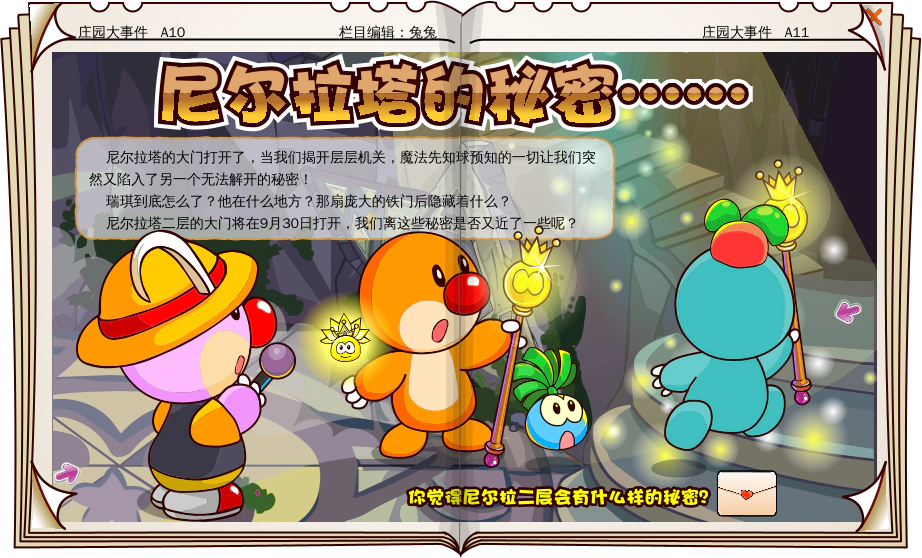 庄园大事件 A10
栏目编辑：兔兔
庄园大事件 A11
尼尔拉塔的秘密……
尼尔拉塔的大门打开了，当我们揭开层层机关，魔法先知球预知的一切让我们突
然又陷入了另一个无法解开的秘密！
瑞琪到底怎么了？他在什么地方？那扇庞大的铁门后隐藏着什么？
尼尔拉塔二层的大门将在9月30日打开，我们离这些秘密是否又近了一些呢？
你觉得尼尔拉二层会有什么样的秘密？